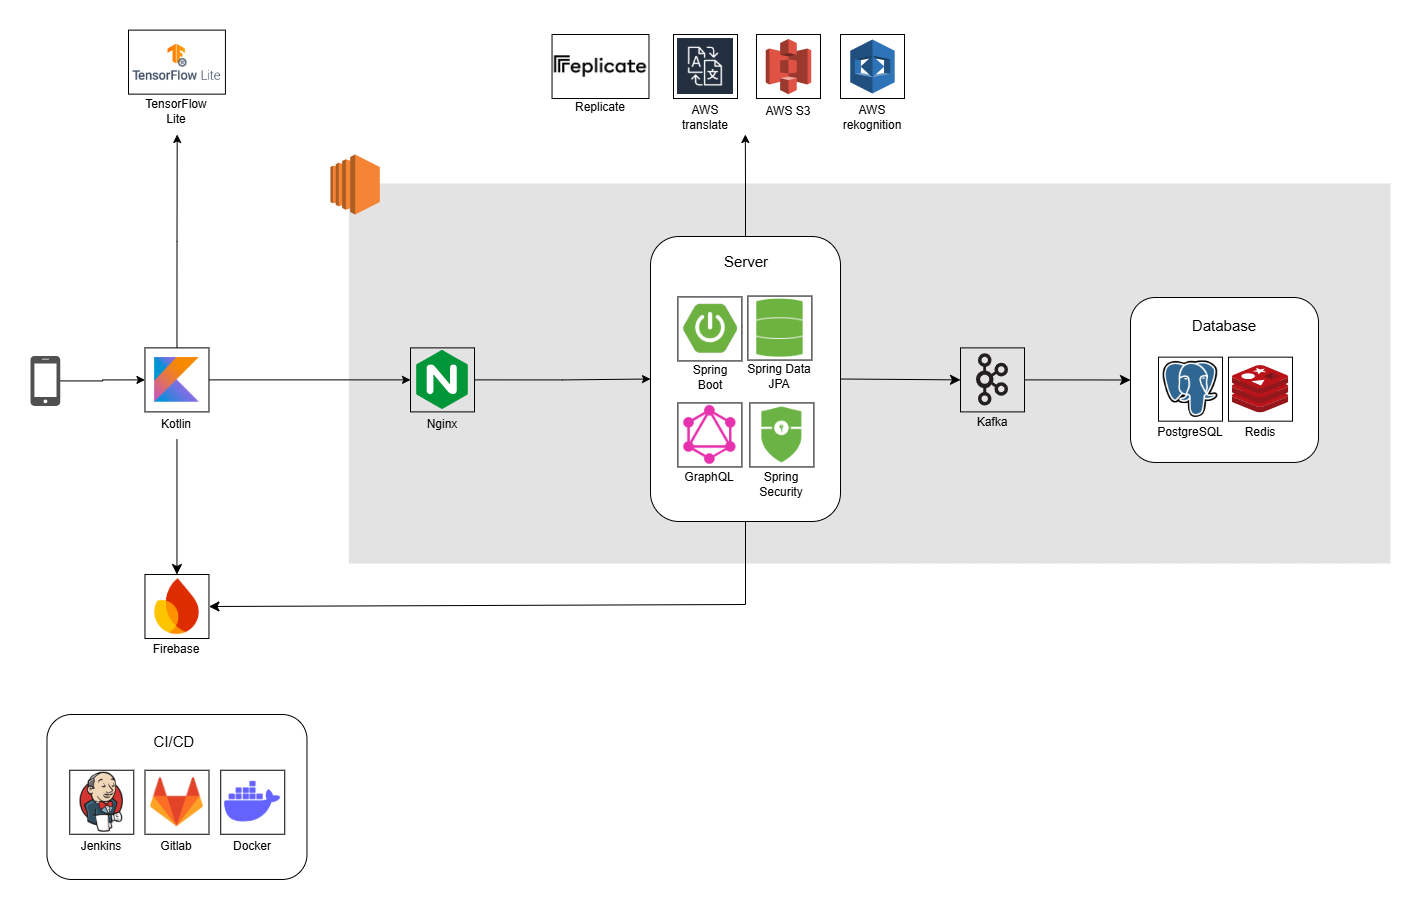 TensorFlow Lite
TensorFlow
Lite
replicate
Replicate
A
文
AWS
translate
AWS S3
AWS
rekognition
Server
Spring
Boot
Spring Data
JPA
GraphQL
Spring
Security
Kotlin
N
Nginx
Kafka
Database
PostgreSQL
Redis
Firebase
CI/CD
Jenkins
Gitlab
Docker